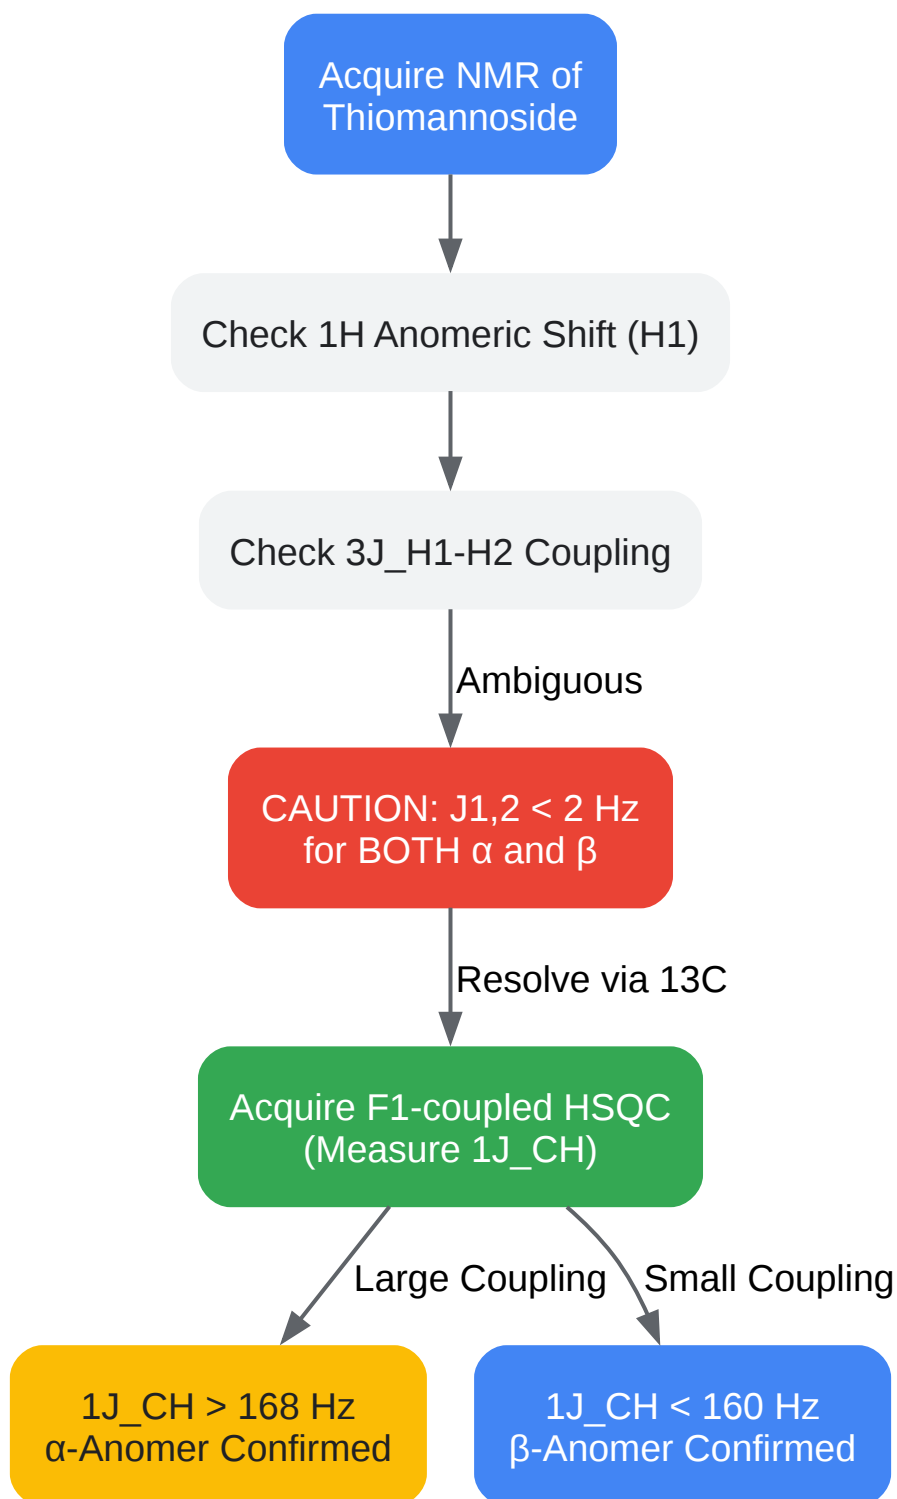 Acquire NMR of
Thiomannoside
Check 1H Anomeric Shift (H1)
Check 3J_H1-H2 Coupling
Ambiguous
CAUTION: J1,2 < 2 Hz
for BOTH α and β
Resolve via 13C
Acquire F1-coupled HSQC
(Measure 1J_CH)
Large Coupling
Small Coupling
1J_CH > 168 Hz
α-Anomer Confirmed
1J_CH < 160 Hz
β-Anomer Confirmed